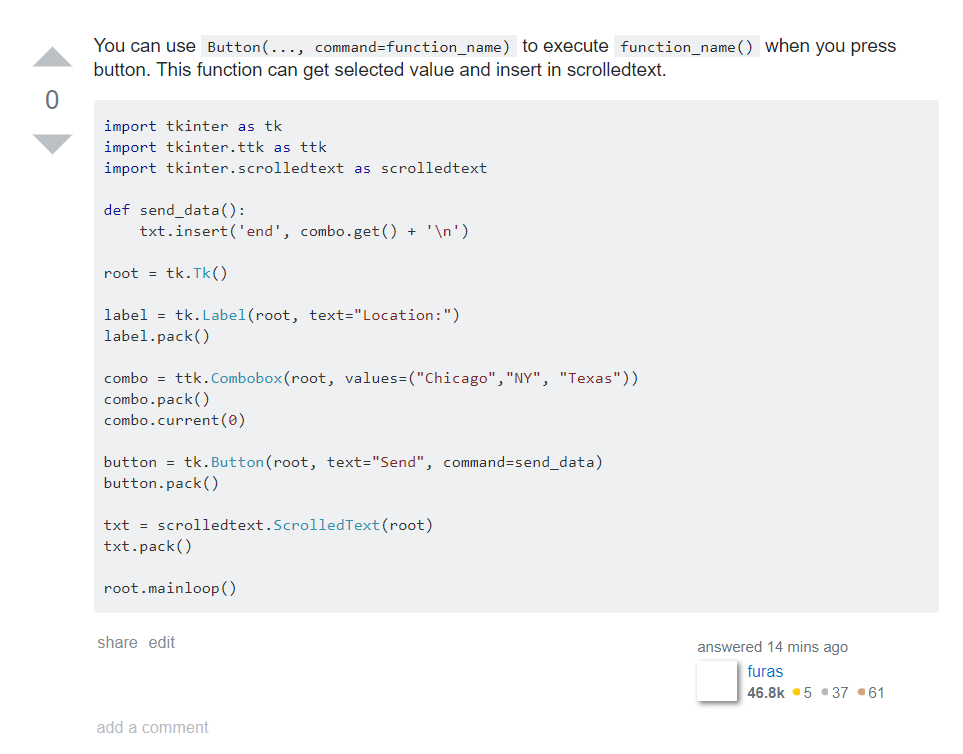 You can use Button(..., command=function_name) to execute function_name() when you press
button. This function can get selected value and insert in scrolledtext.
0
import tkinter as tk
import tkinter.ttk as ttk
import tkinter.scrolledtext as scrolledtext

def send_data():
    txt.insert('end', combo.get() + '\n')

root = tk.Tk()

label = tk.Label(root, text="Location:")
label.pack()

combo = ttk.Combobox(root, values=("Chicago","NY", "Texas"))
combo.pack()
combo.current(0)

button = tk.Button(root, text="Send", command=send_data)
button.pack()

txt = scrolledtext.ScrolledText(root)
txt.pack()

root.mainloop()
share edit
answered 14 mins ago
furas
46.8k 5 37 61
add a comment